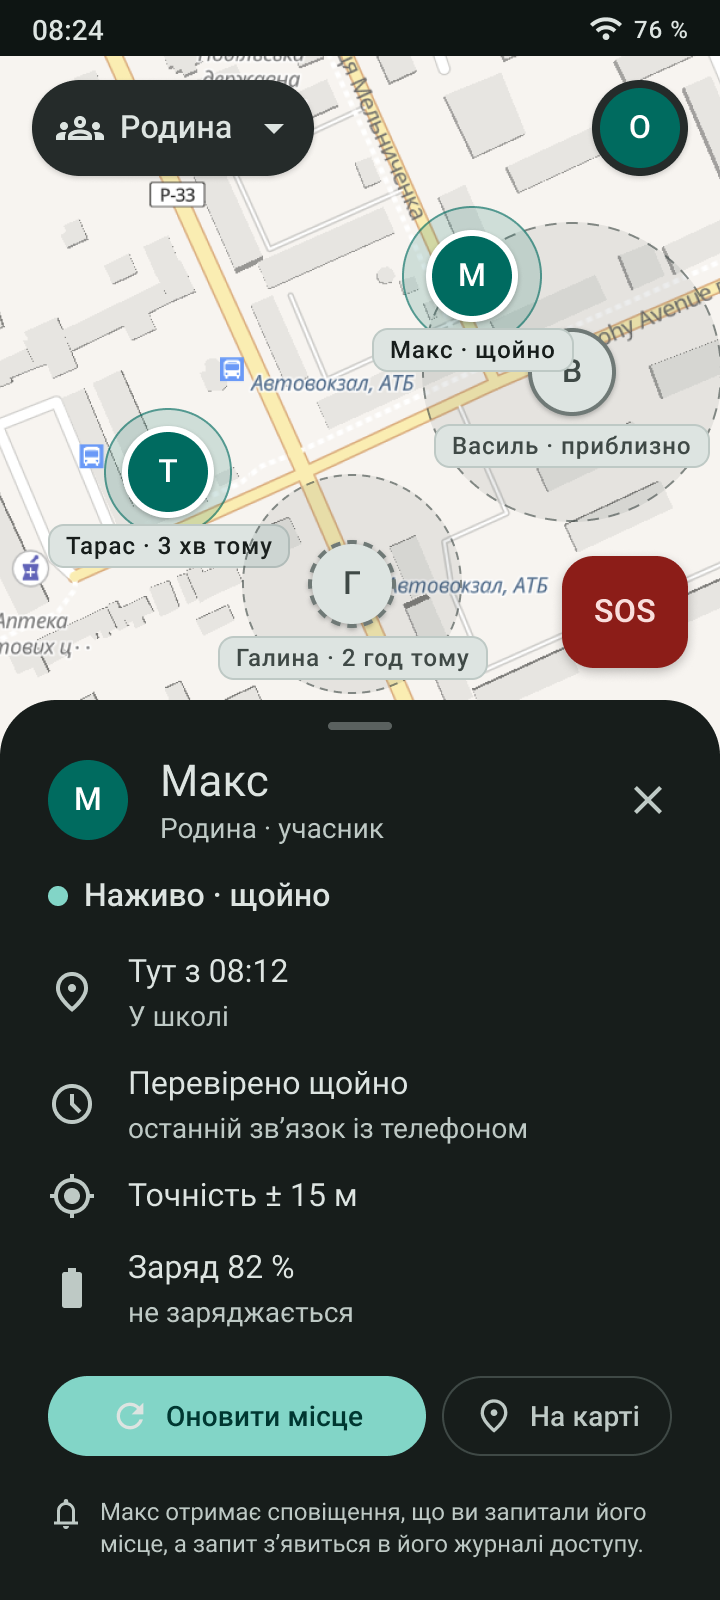 08:24
76 %
державна
Родина
О
Р-33
Мельниченка
М
Макс · щойно
В
Автовокзал, АТБ
Василь · приблизно
Т
Тарас · 3 хв тому
Г
втовокзал, АТБ
SOS
Аптека
Галина · 2 год тому
М
Макс
Родина · учасник
Наживо · щойно
Тут з 08:12
У школі
Перевірено щойно
останній зв’язок із телефоном
Точність ± 15 м
Заряд 82 %
не заряджається
Оновити місце
На карті
Макс отримає сповіщення, що ви запитали його
місце, а запит з’явиться в його журналі доступу.